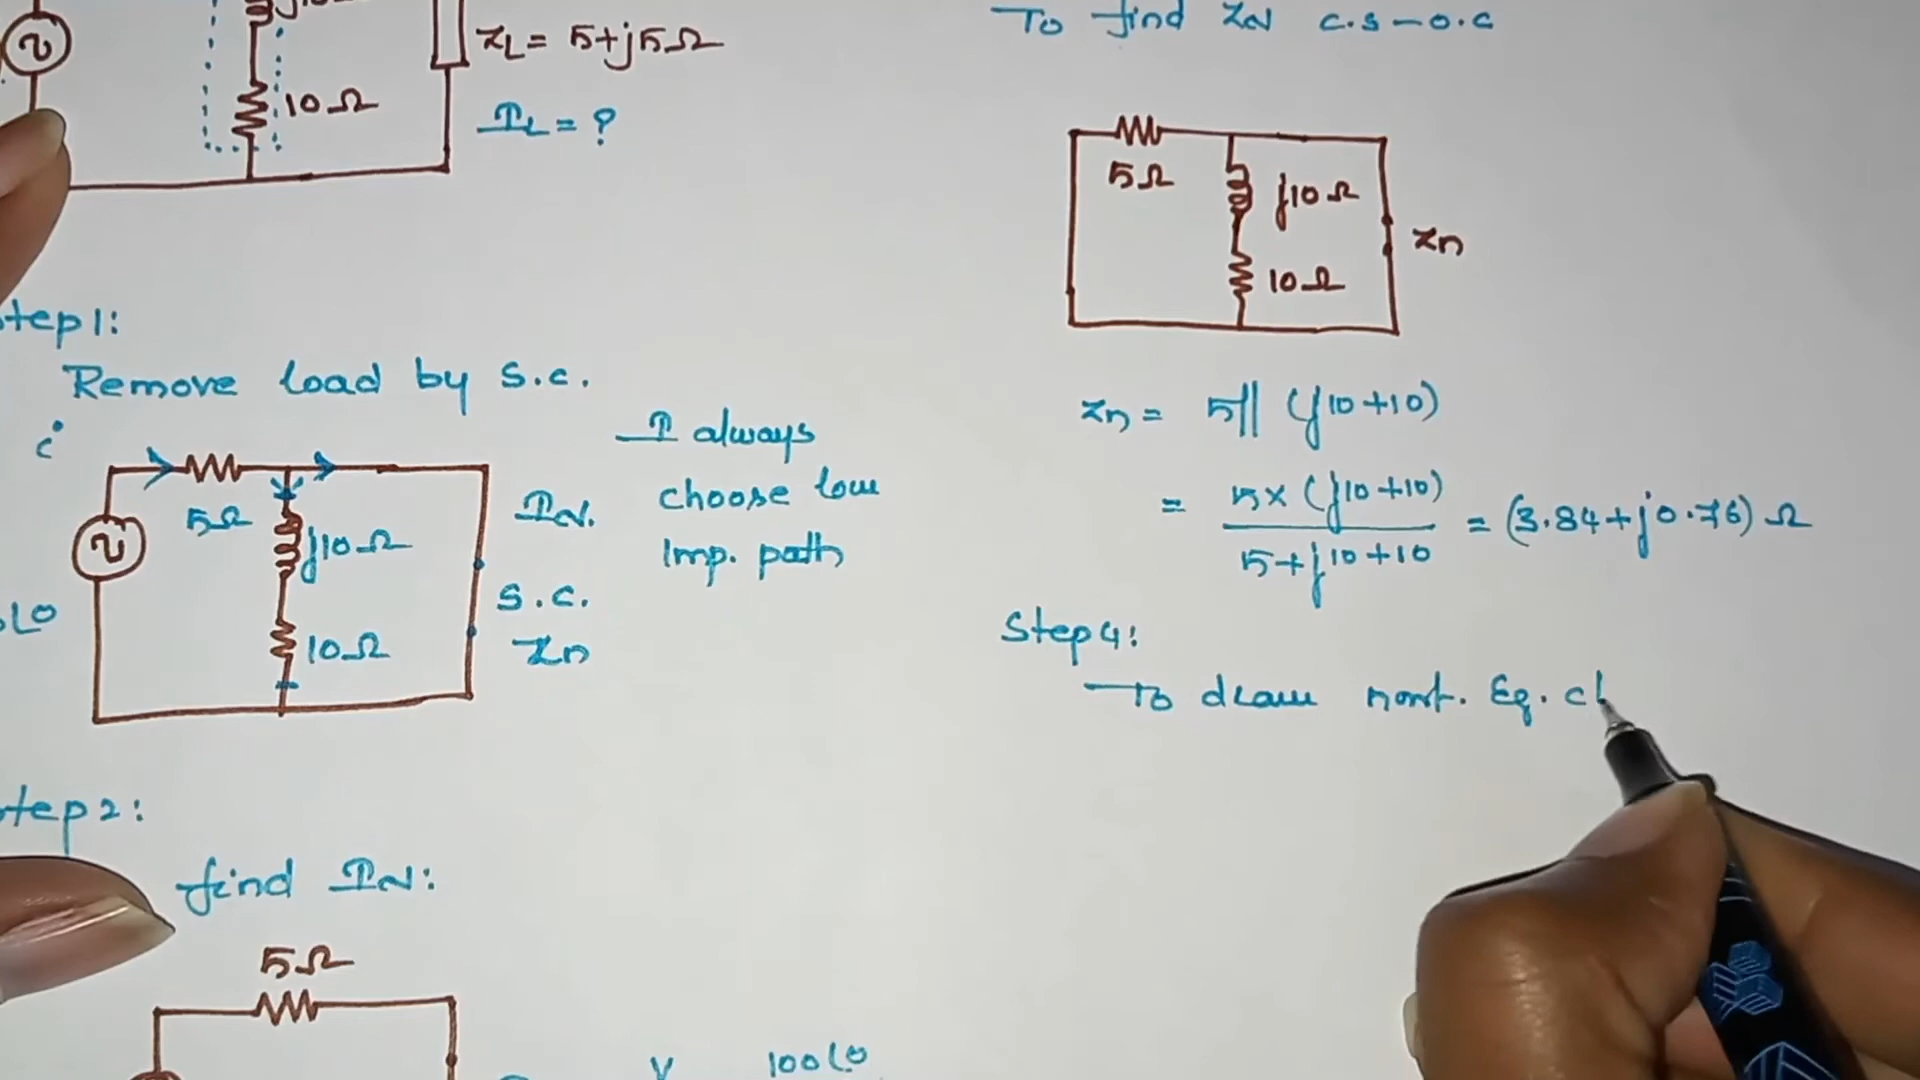 10Ω
ZL = 5+j5Ω
IL = ?
Step1:
Remove load by s.c.
i
5Ω
j10Ω
10Ω
IN.
s.c.
Zn
I always
choose low
Imp. path
Step2:
find IN:
5Ω
V
100∠0
To find ZN c.s-o.c
5Ω
j10Ω
10Ω
Zn
Zn = 5||(j10+10)
= 5×(j10+10) / 5+j10+10 = (3.84+j0.76)Ω
Step4:
To draw nort. Eq. ck